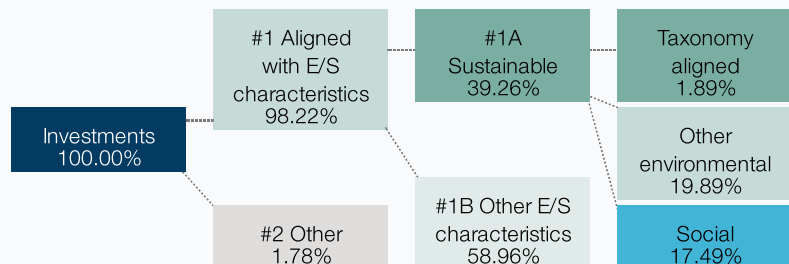 Investments
100.00%
#1 Aligned
with E/S
characteristics
98.22%
#2 Other
1.78%
#1A
Sustainable
39.26%
#1B Other E/S
characteristics
58.96%
Taxonomy
aligned
1.89%
Other
environmental
19.89%
Social
17.49%